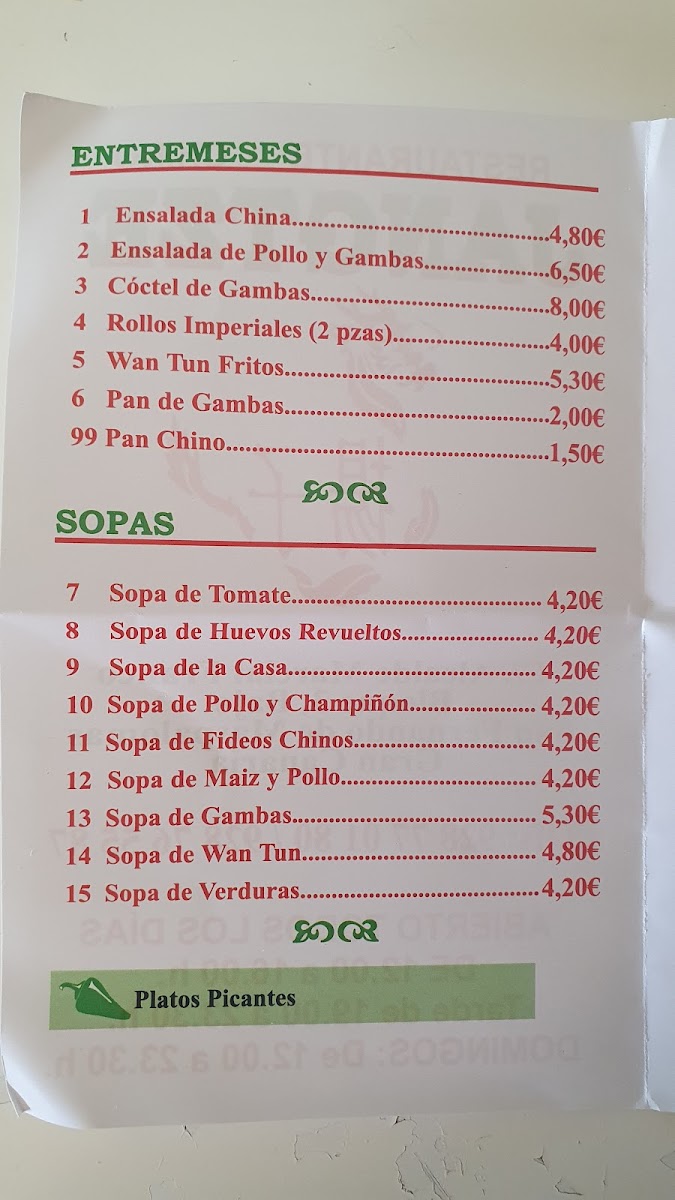 ENTREMESES
1 Ensalada China........................................4,80€
2 Ensalada de Pollo y Gambas....................6,50€
3 Cóctel de Gambas......................................8,00€
4 Rollos Imperiales (2 pzas).........................4,00€
5 Wan Tun Fritos..........................................5,30€
6 Pan de Gambas..........................................2,00€
99 Pan Chino...................................................1,50€
SOPAS
7 Sopa de Tomate........................................ 4,20€
8 Sopa de Huevos Revueltos...................... 4,20€
9 Sopa de la Casa........................................ 4,20€
10 Sopa de Pollo y Champiñón.................... 4,20€
11 Sopa de Fideos Chinos............................. 4,20€
12 Sopa de Maiz y Pollo............................... 4,20€
13 Sopa de Gambas....................................... 5,30€
14 Sopa de Wan Tun..................................... 4,80€
15 Sopa de Verduras......................................4,20€
Platos Picantes